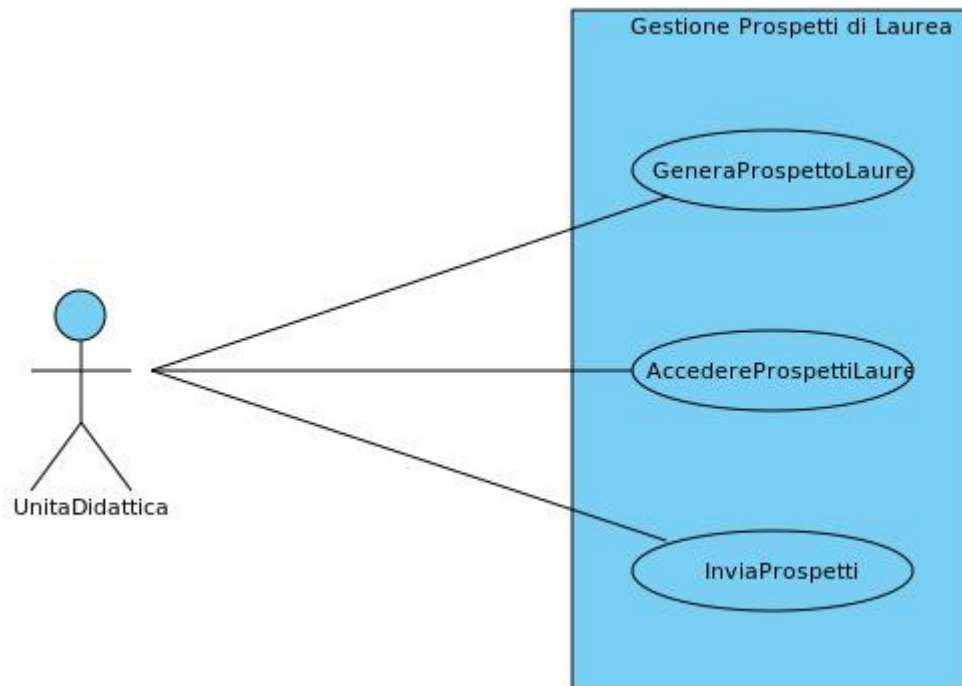 Gestione Prospetti di Laurea
GeneraProspettoLaure
AccedereProspettiLaure
UnitaDidattica
InviaProspetti